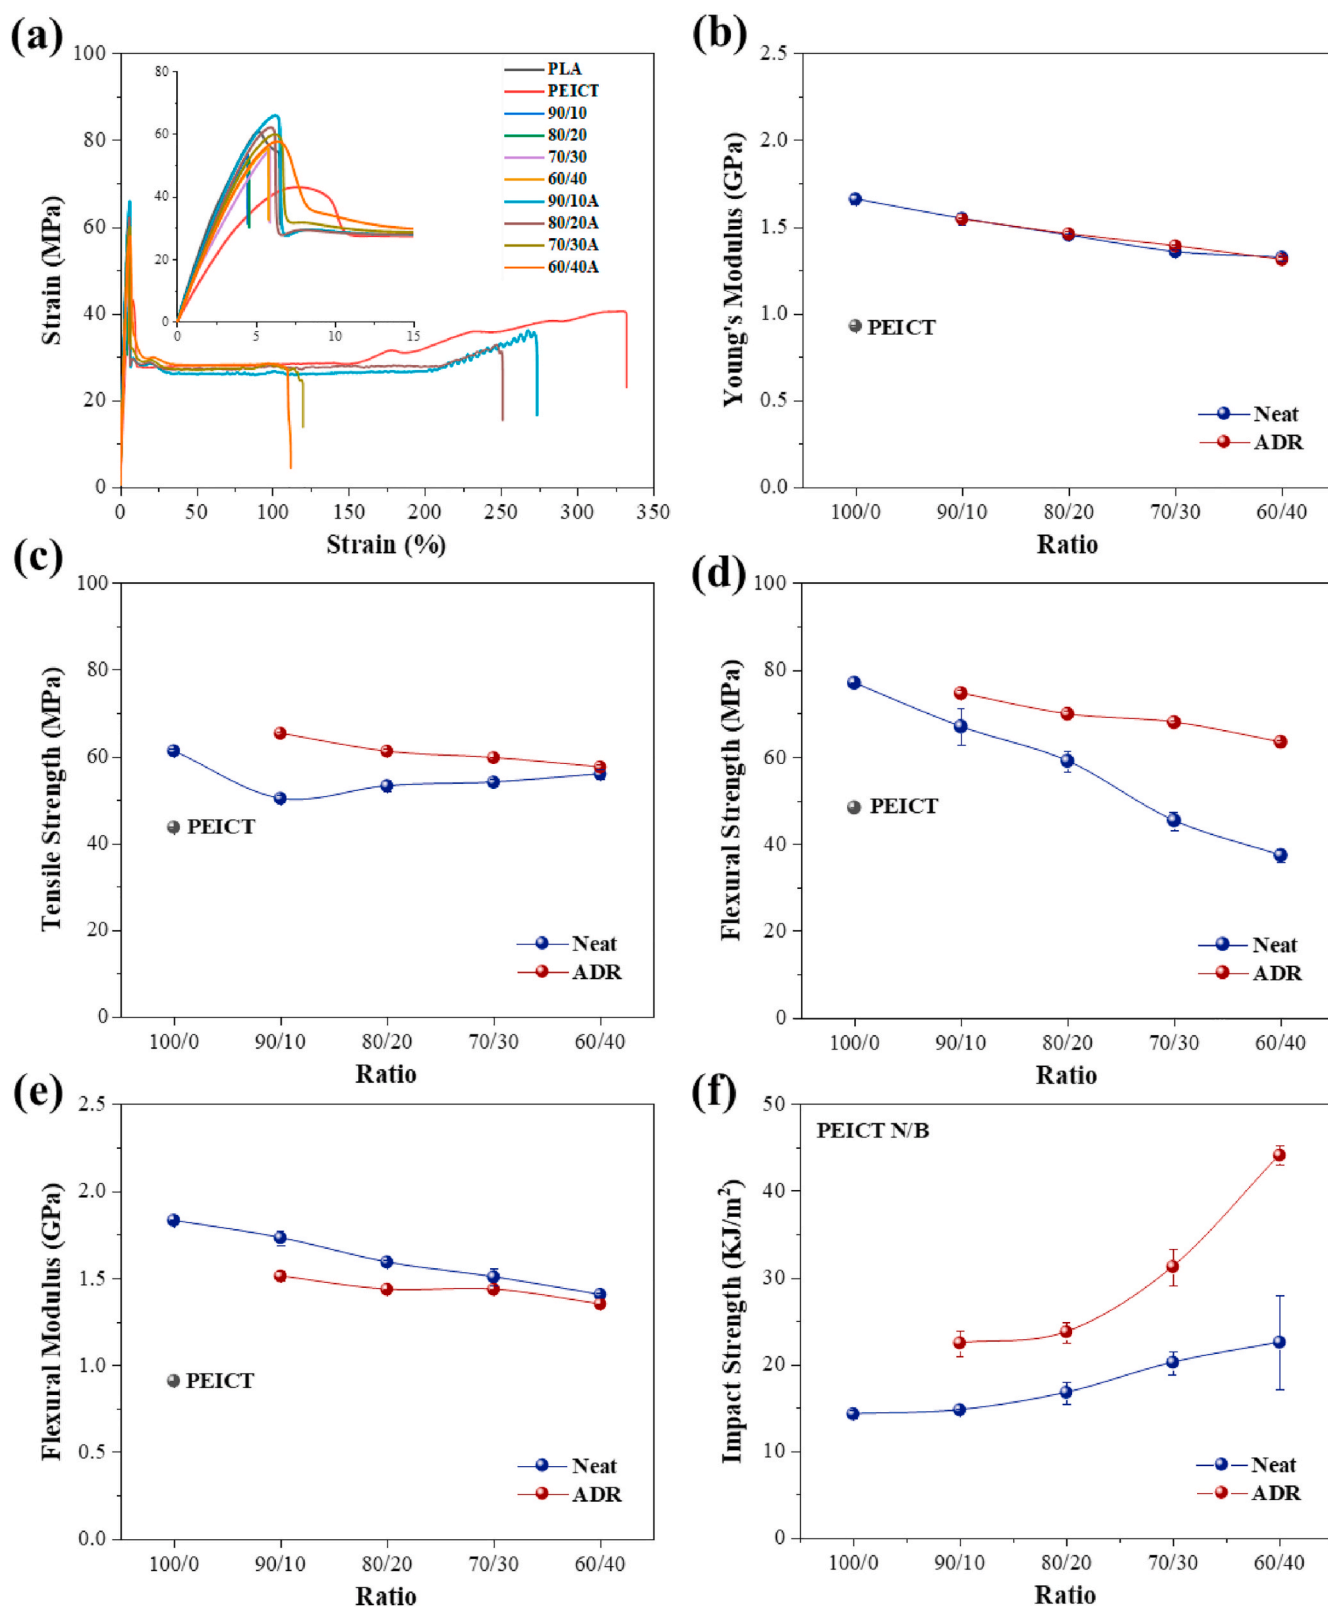 (a)
100
80
60
40
20
0
Strain (MPa)
0 50 100 150 200 250 300 350
Strain (%)
80
60
40
20
0
0 5 10 15
PLA
PEICT
90/10
80/20
70/30
60/40
90/10A
80/20A
70/30A
60/40A
(b)
2.5
2.0
1.5
1.0
0.5
0.0
Young's Modulus (GPa)
PEICT
Neat
ADR
100/0 90/10 80/20 70/30 60/40
Ratio
(c)
100
80
60
40
20
0
Tensile Strength (MPa)
PEICT
Neat
ADR
100/0 90/10 80/20 70/30 60/40
Ratio
(d)
100
80
60
40
20
0
Flexural Strength (MPa)
PEICT
Neat
ADR
100/0 90/10 80/20 70/30 60/40
Ratio
(e)
2.5
2.0
1.5
1.0
0.5
0.0
Flexural Modulus (GPa)
PEICT
Neat
ADR
100/0 90/10 80/20 70/30 60/40
Ratio
(f)
50
40
30
20
10
0
Impact Strength (KJ/m²)
PEICT N/B
Neat
ADR
100/0 90/10 80/20 70/30 60/40
Ratio